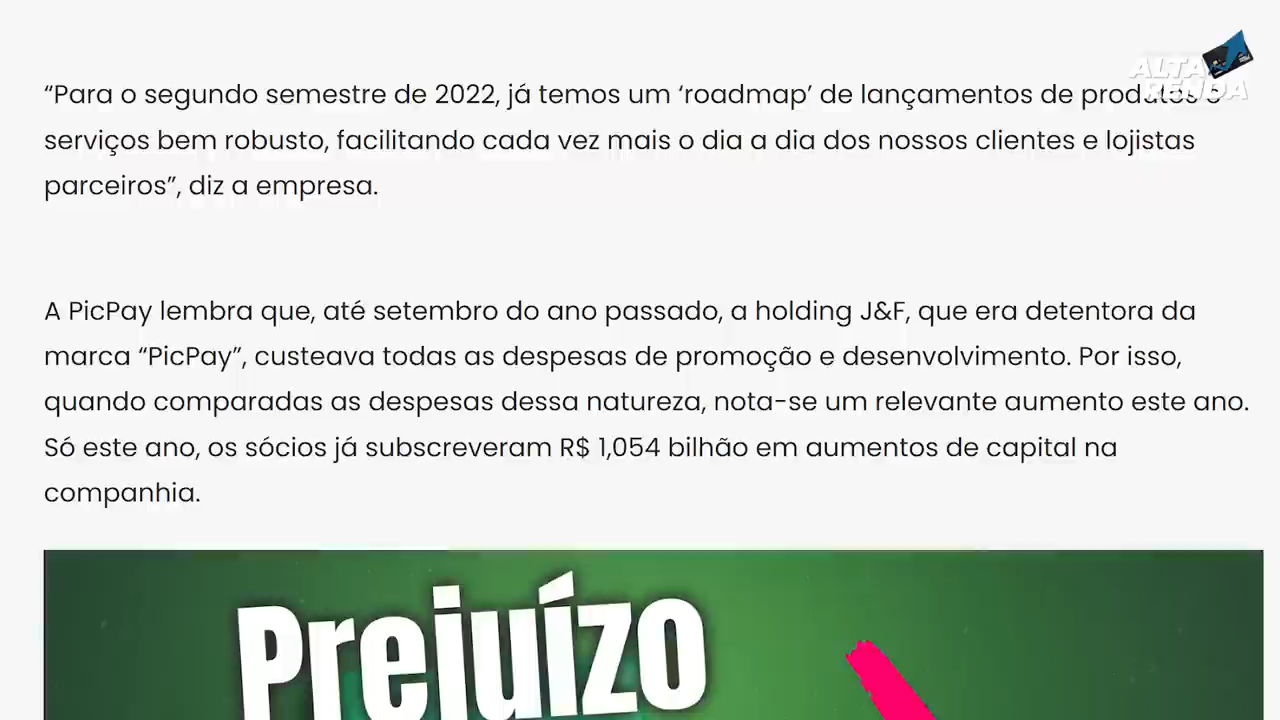 ALTA
RENDA
“Para o segundo semestre de 2022, já temos um ‘roadmap’ de lançamentos de produtos e
serviços bem robusto, facilitando cada vez mais o dia a dia dos nossos clientes e lojistas
parceiros”, diz a empresa.
A PicPay lembra que, até setembro do ano passado, a holding J&F, que era detentora da
marca “PicPay”, custeava todas as despesas de promoção e desenvolvimento. Por isso,
quando comparadas as despesas dessa natureza, nota-se um relevante aumento este ano.
Só este ano, os sócios já subscreveram R$ 1,054 bilhão em aumentos de capital na
companhia.
Prejuízo